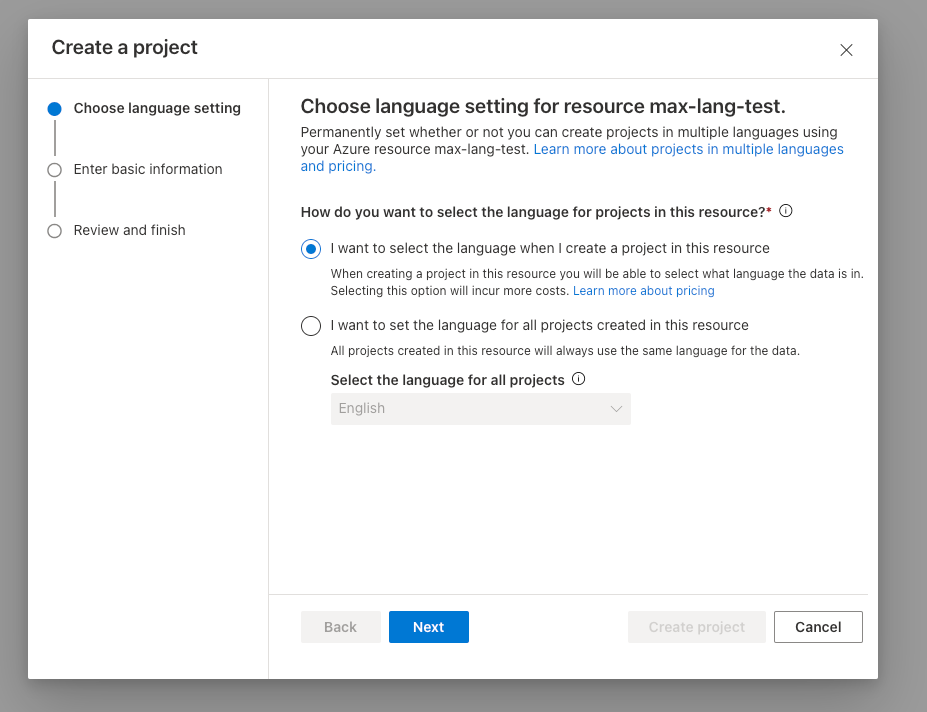 Create a project
Choose language setting
Enter basic information
Review and finish
Choose language setting for resource max-lang-test.
Permanently set whether or not you can create projects in multiple languages using
your Azure resource max-lang-test. Learn more about projects in multiple languages
and pricing.
How do you want to select the language for projects in this resource?*
I want to select the language when I create a project in this resource
When creating a project in this resource you will be able to select what language the data is in.
Selecting this option will incur more costs. Learn more about pricing
I want to set the language for all projects created in this resource
All projects created in this resource will always use the same language for the data.
Select the language for all projects
English
Back
Next
Create project
Cancel